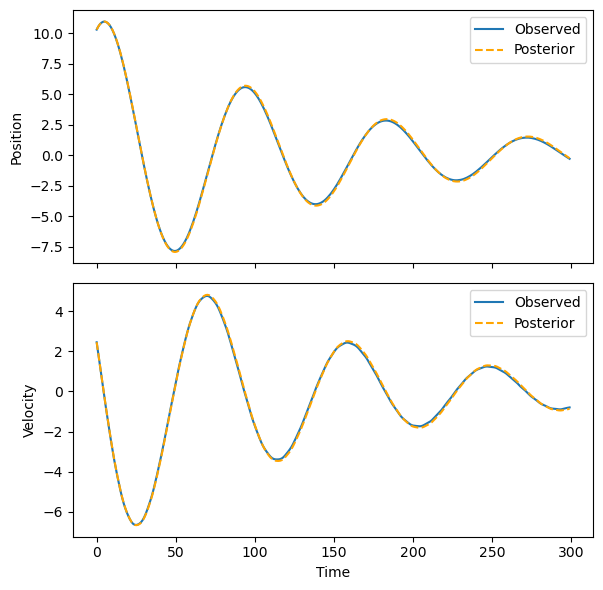 10.0
7.5
5.0
2.5
0.0
−2.5
−5.0
−7.5
Position
Observed
Posterior
4
2
0
−2
−4
−6
Velocity
Observed
Posterior
0 50 100 150 200 250 300
Time